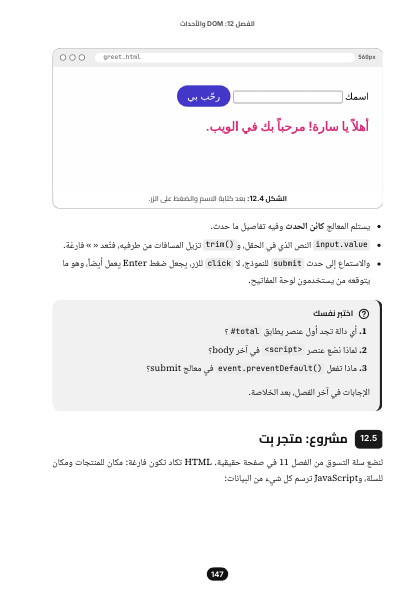 الفصل 12: DOM والأحداث
greet.html
560px
اسمك
رحّب بي
أهلاً يا سارة! مرحباً بك في الويب.
الشكل 12.4: بعد كتابة الاسم والضغط على الزر.
• يستلم المعالج كائن الحدث وفيه تفاصيل ما حدث.
• input.value النص الذي في الحقل، و trim() تزيل المسافات من طرفيه، فتُعد « » فارغة.
• والاستماع إلى حدث submit للنموذج، لا click للزر، يجعل ضغط Enter يعمل أيضاً، وهو ما
يتوقعه من يستخدمون لوحة المفاتيح.
اختبر نفسك
1. أي دالة تجد أول عنصر يطابق #total ؟
2. لماذا نضع عنصر <script> في آخر body؟
3. ماذا تفعل event.preventDefault() في معالج submit؟
الإجابات في آخر الفصل، بعد الخلاصة.
12.5 مشروع: متجر بِت
لنضع سلة التسوق من الفصل 11 في صفحة حقيقية. HTML تكاد تكون فارغة: مكان للمنتجات ومكان
للسلة، وJavaScript ترسم كل شيء من البيانات:
147